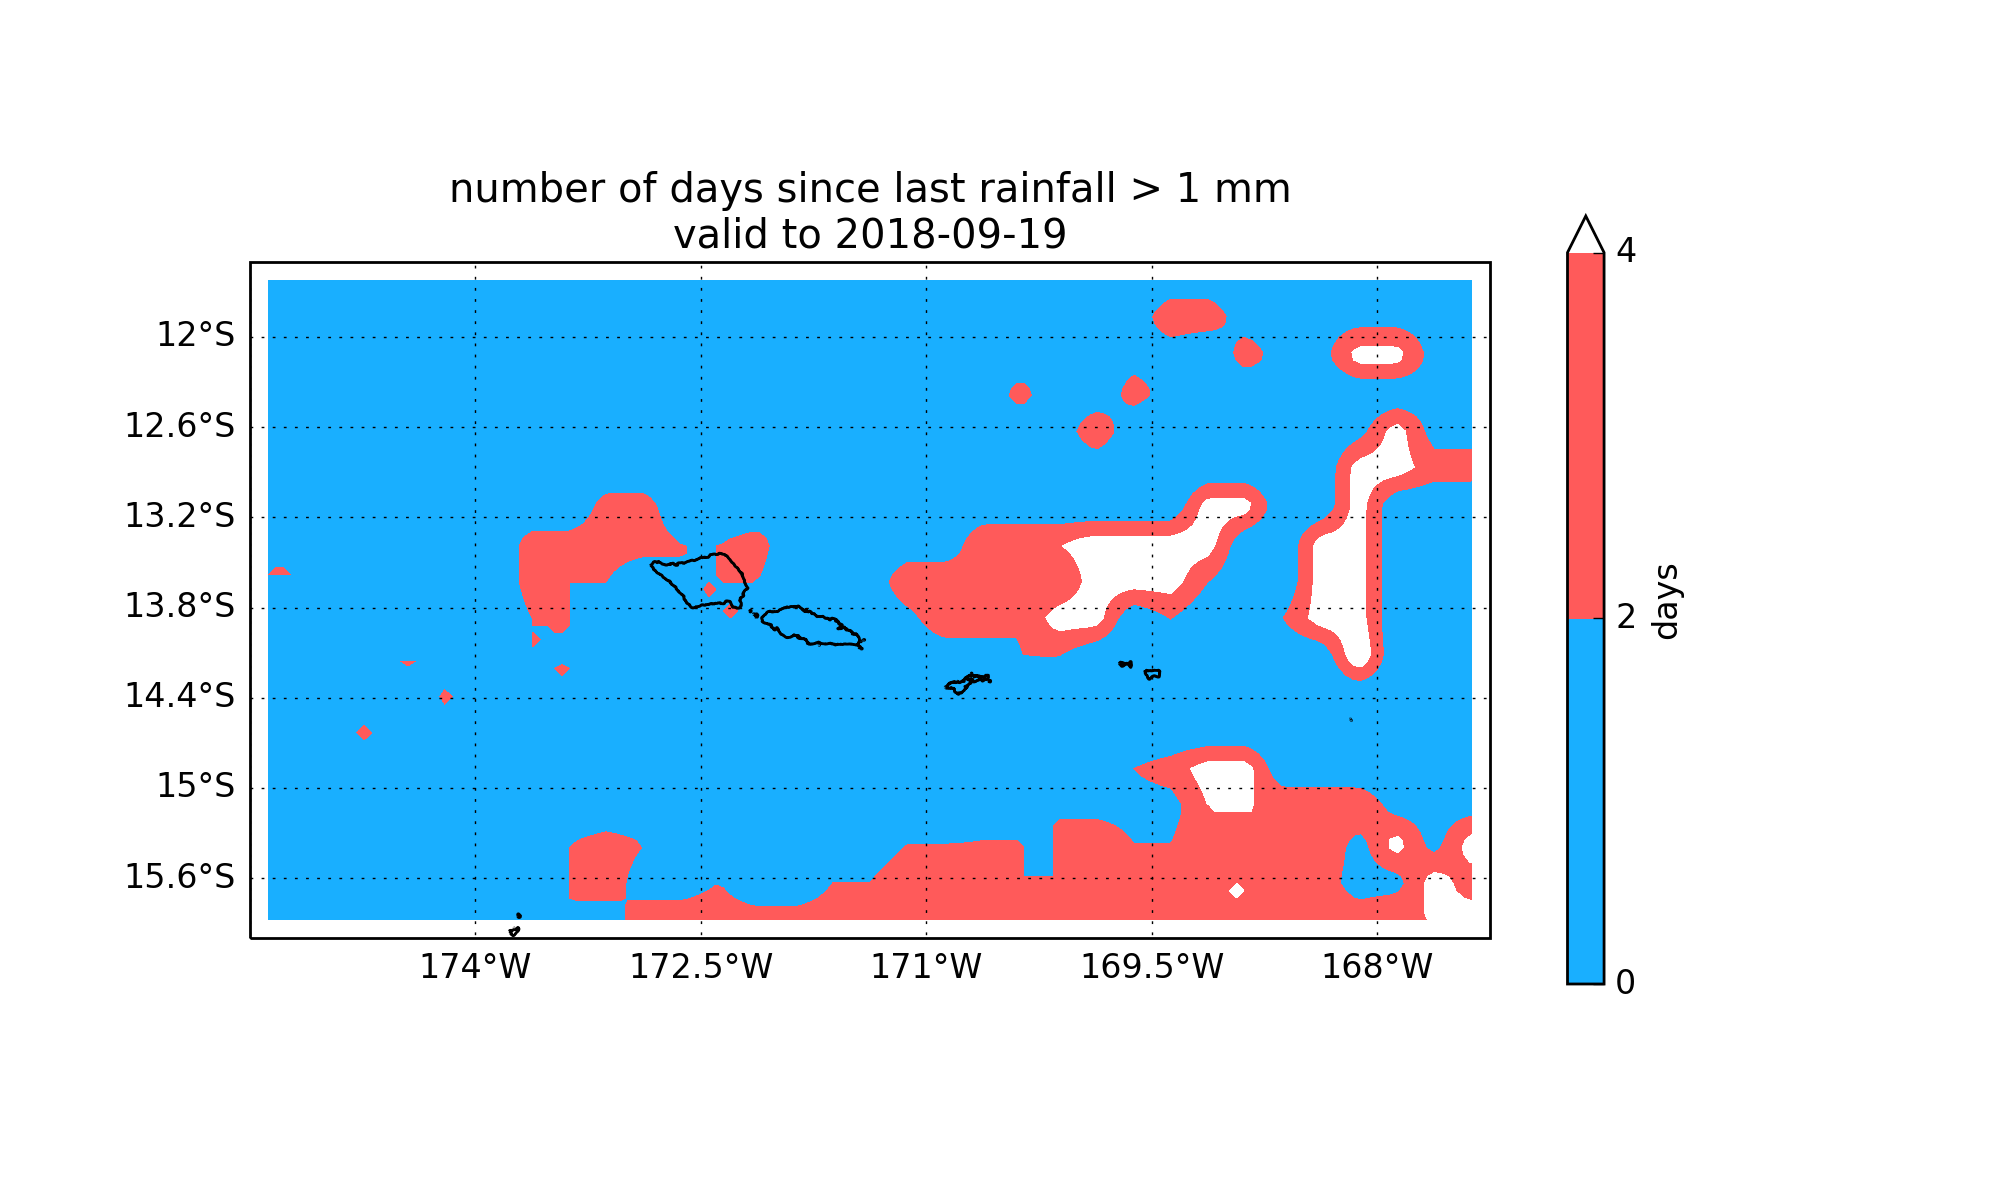 number of days since last rainfall > 1 mm
valid to 2018-09-19
12°S
12.6°S
13.2°S
13.8°S
14.4°S
15°S
15.6°S
174°W
172.5°W
171°W
169.5°W
168°W
4
2
0
days